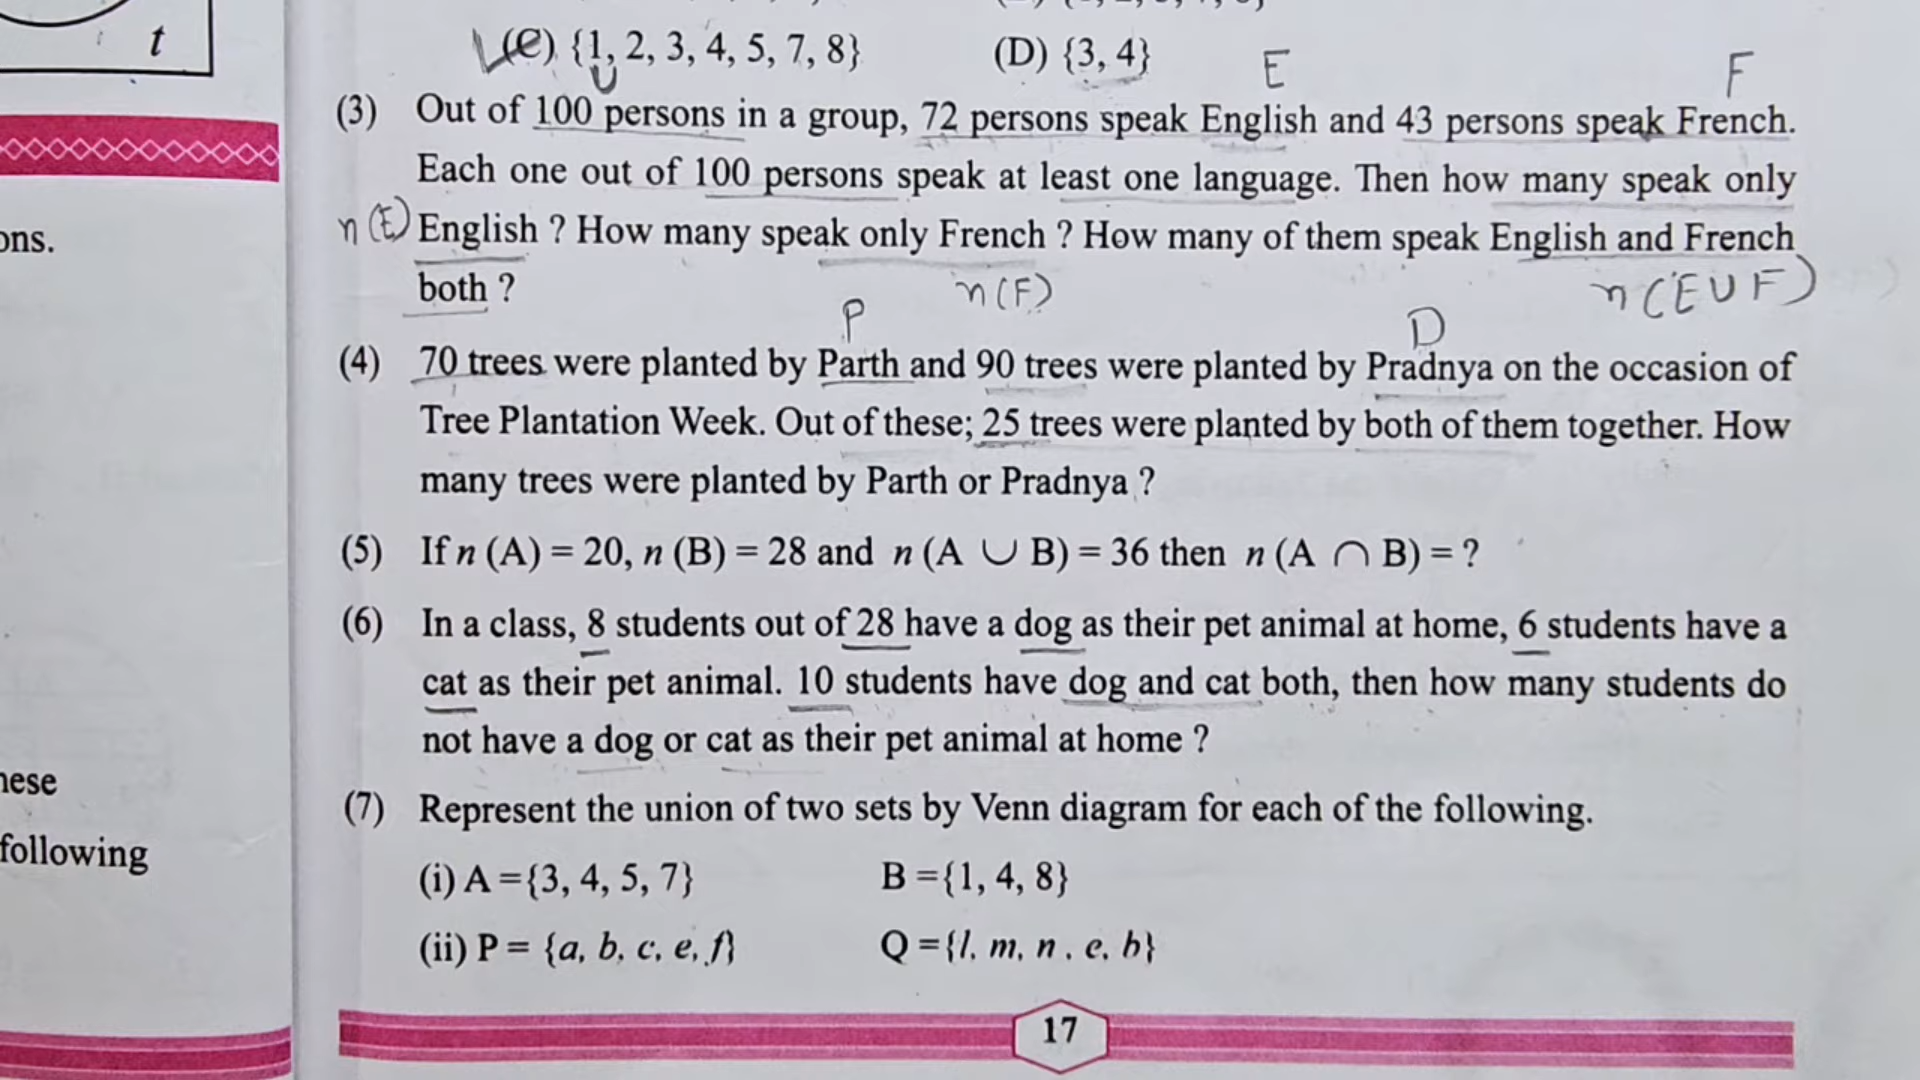 t
(C) {1, 2, 3, 4, 5, 7, 8} (D) {3, 4}
U E F
(3) Out of 100 persons in a group, 72 persons speak English and 43 persons speak French.
Each one out of 100 persons speak at least one language. Then how many speak only
n(E) English ? How many speak only French ? How many of them speak English and French
both ? n(F) n(E∪F)
P D
(4) 70 trees were planted by Parth and 90 trees were planted by Pradnya on the occasion of
Tree Plantation Week. Out of these; 25 trees were planted by both of them together. How
many trees were planted by Parth or Pradnya ?
(5) If n (A) = 20, n (B) = 28 and n (A ∪ B) = 36 then n (A ∩ B) = ?
(6) In a class, 8 students out of 28 have a dog as their pet animal at home, 6 students have a
cat as their pet animal. 10 students have dog and cat both, then how many students do
not have a dog or cat as their pet animal at home ?
(7) Represent the union of two sets by Venn diagram for each of the following.
(i) A ={3, 4, 5, 7} B ={1, 4, 8}
(ii) P = {a, b, c, e, f} Q ={l, m, n , e, b}
17
ons.
following